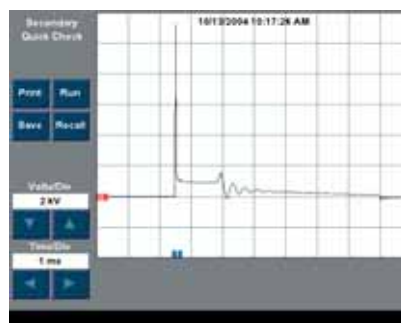 Secondary
Quick Check
10/13/2004 10:17:26 AM
Print
Run
Save
Recall
Volts/Div
2 kV
Time/Div
1 ms